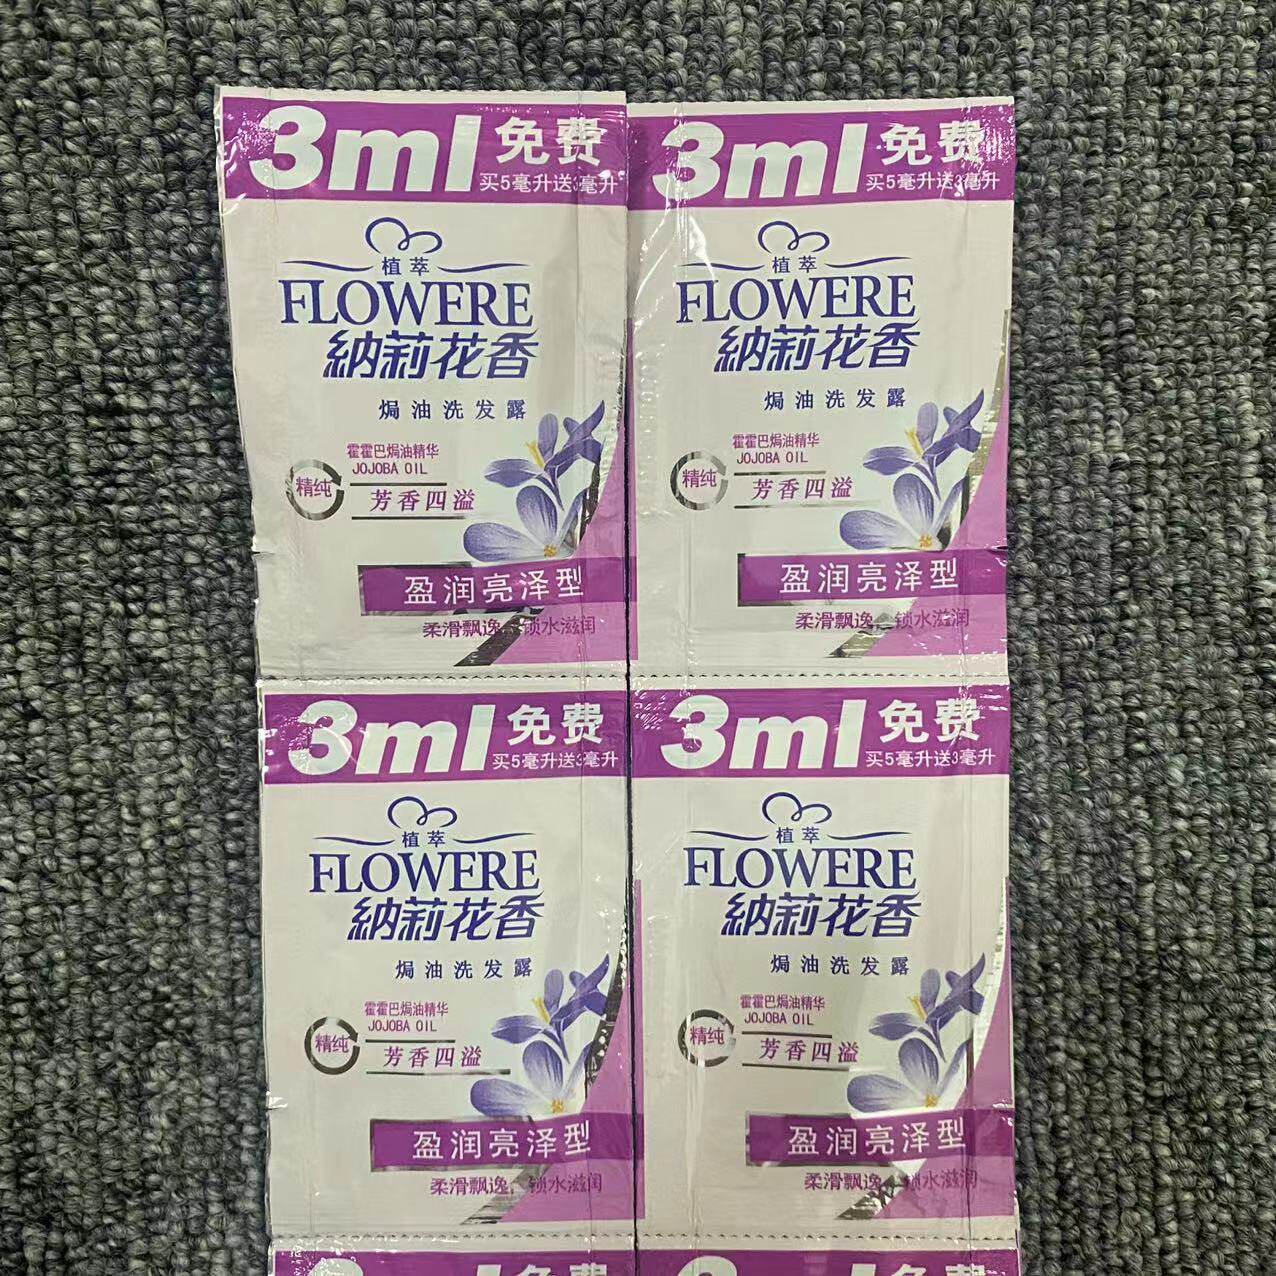 3ml 免费
买5毫升送3毫升
植萃
FLOWERE
納莉花香
焗油洗发露
霍霍巴焗油精华
JOJOBA OIL
精纯
芳香四溢
盈润亮泽型
柔滑飘逸，锁水滋润
3ml 免费
买5毫升送3毫升
植萃
FLOWERE
納莉花香
焗油洗发露
霍霍巴焗油精华
JOJOBA OIL
精纯
芳香四溢
盈润亮泽型
柔滑飘逸，锁水滋润
3ml 免费
买5毫升送3毫升
植萃
FLOWERE
納莉花香
焗油洗发露
霍霍巴焗油精华
JOJOBA OIL
精纯
芳香四溢
盈润亮泽型
柔滑飘逸，锁水滋润
3ml 免费
买5毫升送3毫升
植萃
FLOWERE
納莉花香
焗油洗发露
霍霍巴焗油精华
JOJOBA OIL
精纯
芳香四溢
盈润亮泽型
柔滑飘逸，锁水滋润